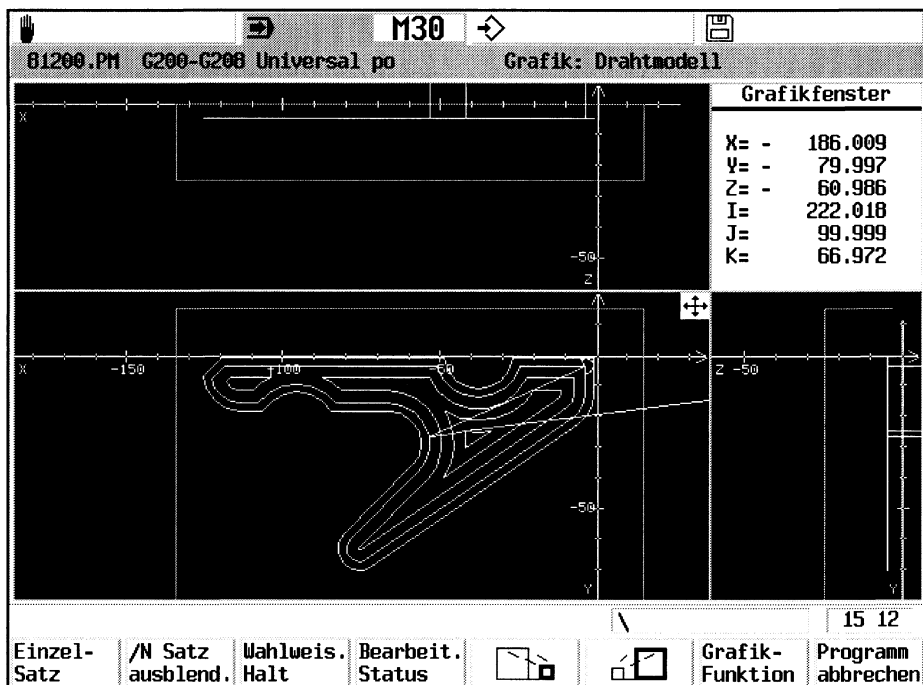 M30
81200.PM G200-G208 Universal po Grafik: Drahtmodell
Grafikfenster
X= - 186.009
Y= - 79.997
Z= - 60.986
I= 222.018
J= 99.999
K= 66.972
X
-100
-50
Z
X -150 -100 -50
-50
Y
Z -50
Y
\
15 12
Einzel-
Satz
/N Satz
ausblend.
Wahlweis.
Halt
Bearbeit.
Status
Grafik-
Funktion
Programm
abbrechen